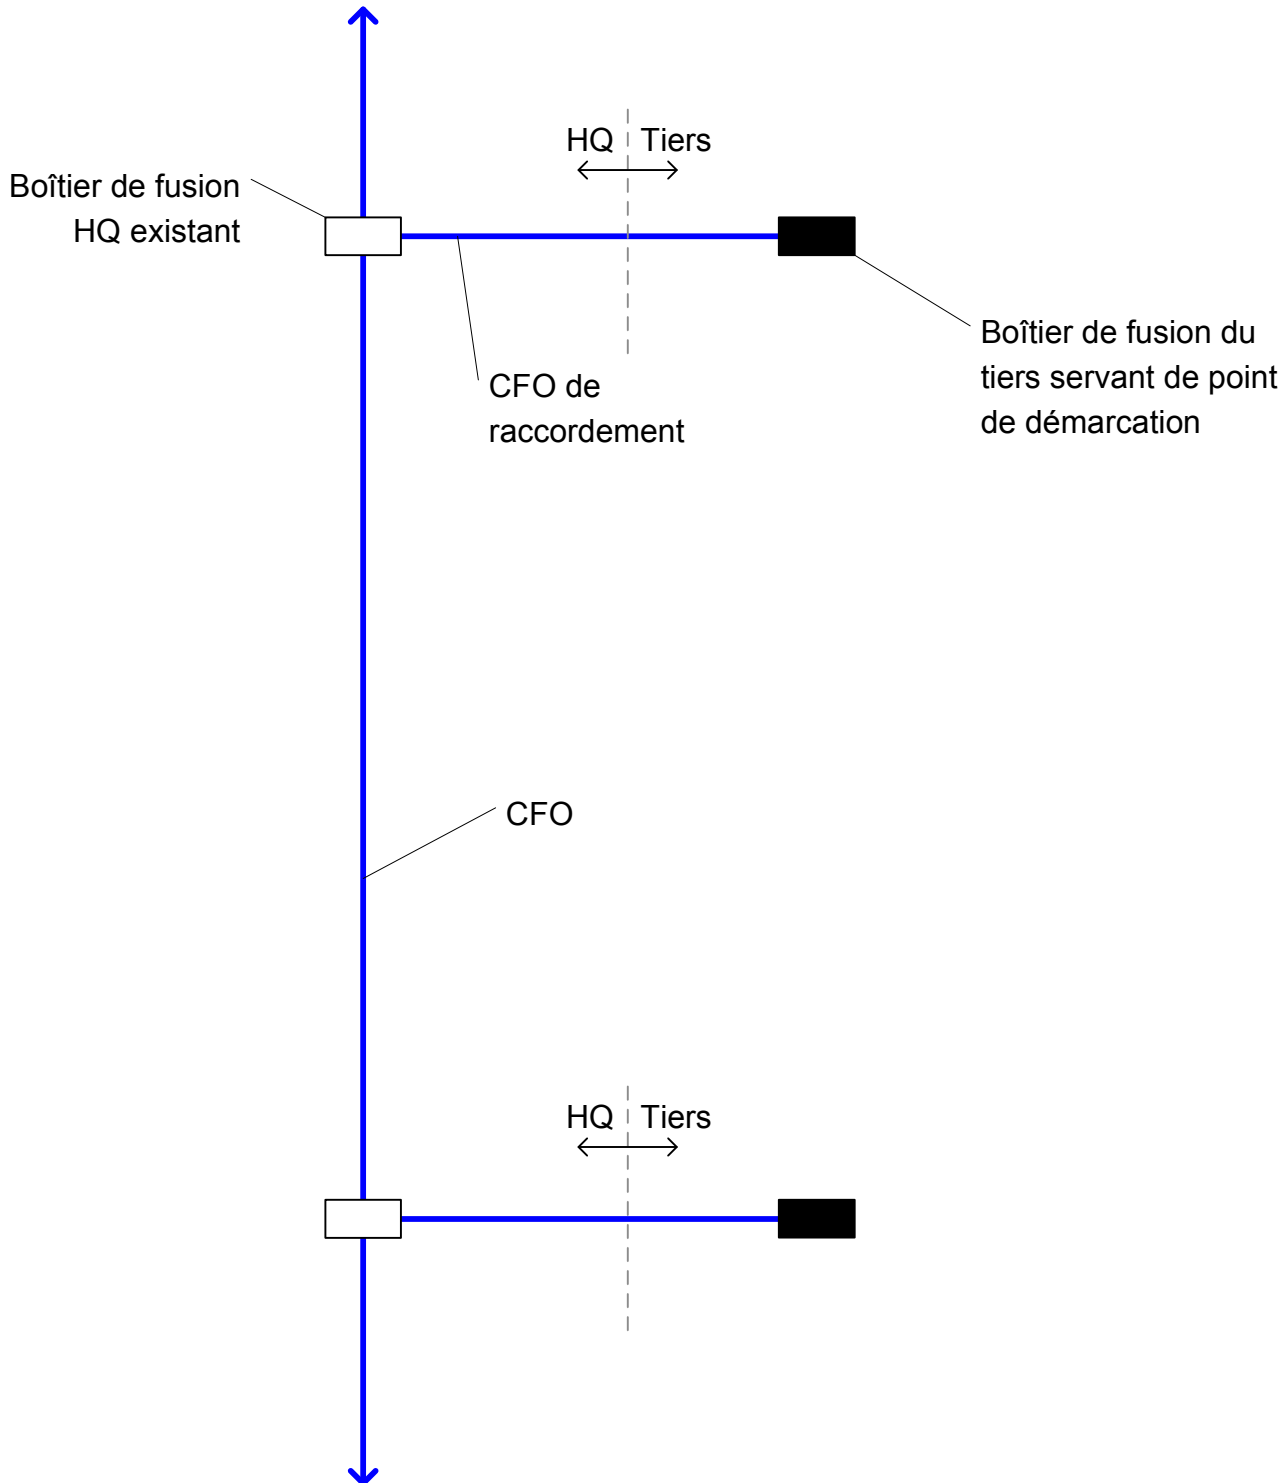 HQ Tiers
Boîtier de fusion
HQ existant
Boîtier de fusion du
tiers servant de point
de démarcation
CFO de
raccordement
CFO
HQ Tiers